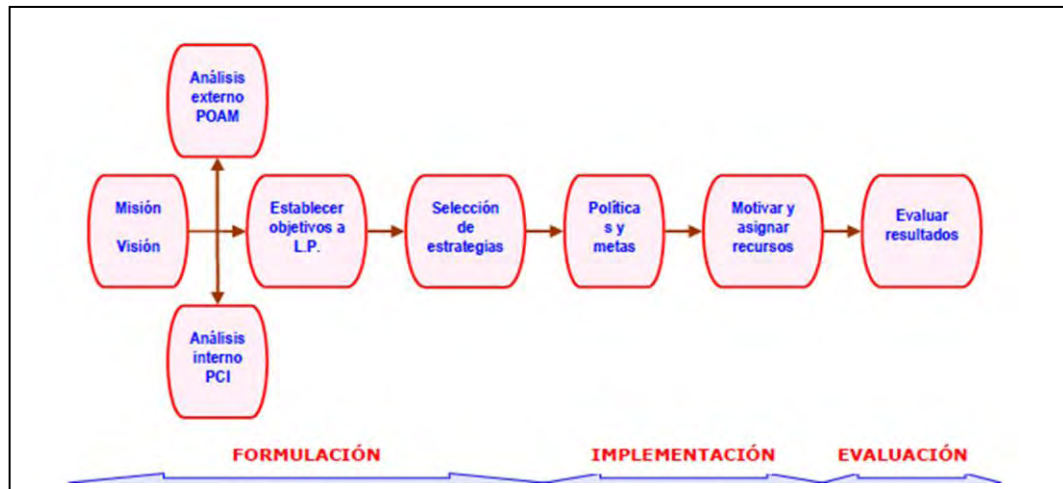 Análisis
externo
POAM
Misión
Visión
Establecer
objetivos a
L.P.
Selección
de
estrategias
Política
s y metas
Motivar y
asignar
recursos
Evaluar
resultados
Análisis
interno
PCI
FORMULACIÓN
IMPLEMENTACIÓN
EVALUACIÓN